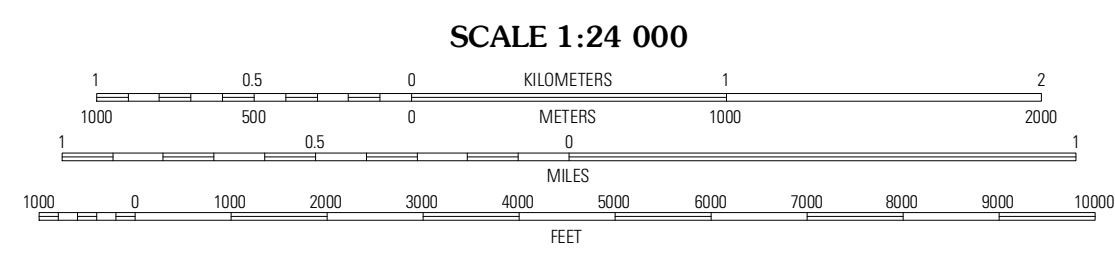 SCALE 1:24 000
1 0.5 0 KILOMETERS 1 2
1000 500 0 METERS 1000 2000
1 0.5 0 1
MILES
1000 0 1000 2000 3000 4000 5000 6000 7000 8000 9000 10000
FEET